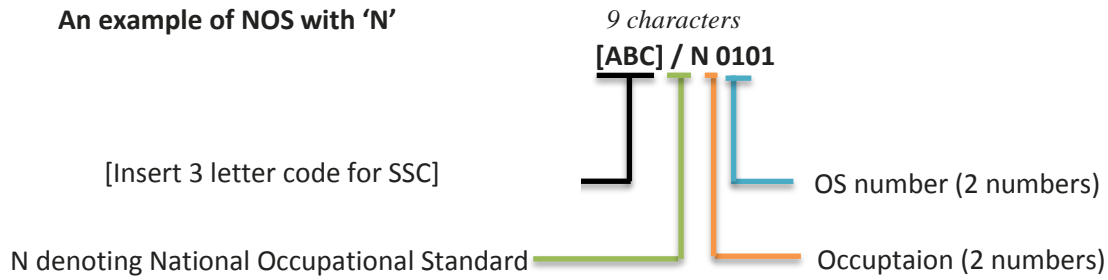 An example of NOS with ‘N’
9 characters
[ABC] / N 0101
[Insert 3 letter code for SSC]
OS number (2 numbers)
N denoting National Occupational Standard
Occuptaion (2 numbers)